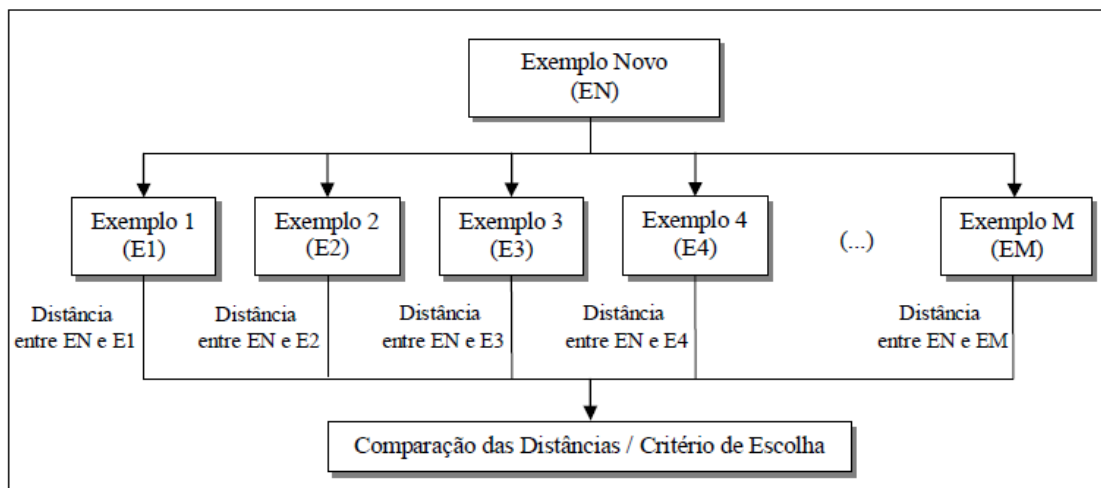 Exemplo Novo
(EN)
Exemplo 1
(E1)
Exemplo 2
(E2)
Exemplo 3
(E3)
Exemplo 4
(E4)
(...)
Exemplo M
(EM)
Distância
entre EN e E1
Distância
entre EN e E2
Distância
entre EN e E3
Distância
entre EN e E4
Distância
entre EN e EM
Comparação das Distâncias / Critério de Escolha